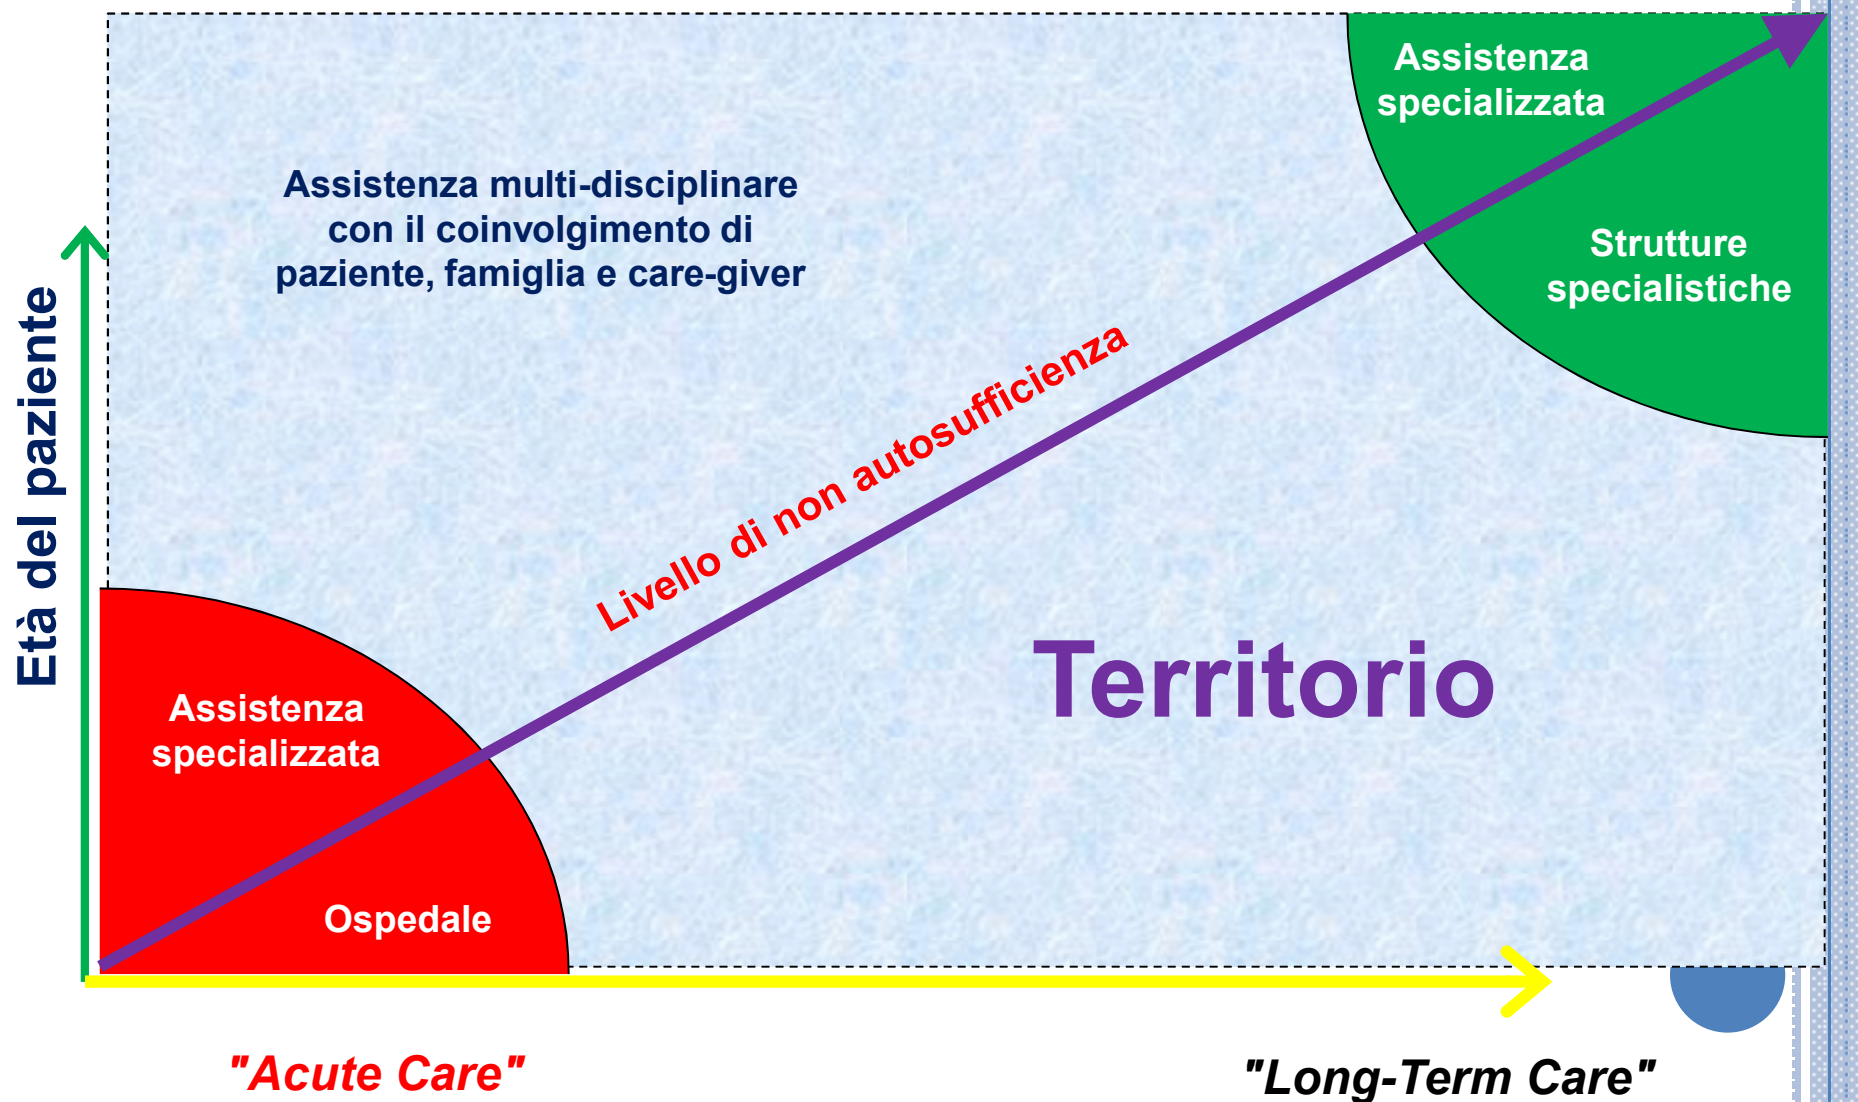 Assistenza
specializzata
Assistenza multi-disciplinare
con il coinvolgimento di
paziente, famiglia e care-giver
Strutture
specialistiche
Età del paziente
Livello di non autosufficienza
Territorio
Assistenza
specializzata
Ospedale
"Acute Care"
"Long-Term Care"